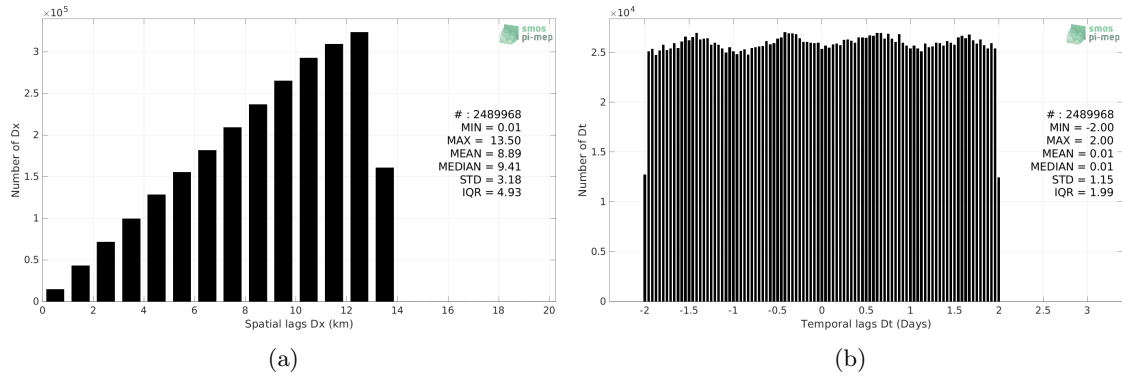 ×10⁵
smos
pi-mep
3
2.5
2
1.5
1
0.5
0
Number of Dx
# : 2489968
MIN = 0.01
MAX = 13.50
MEAN = 8.89
MEDIAN = 9.41
STD = 3.18
IQR = 4.93
0 2 4 6 8 10 12 14 16 18 20
Spatial lags Dx (km)
(a)
×10⁴
smos
pi-mep
2.5
2
1.5
1
0.5
0
Number of Dt
# : 2489968
MIN = -2.00
MAX = 2.00
MEAN = 0.01
MEDIAN = 0.01
STD = 1.15
IQR = 1.99
-2 -1.5 -1 -0.5 0 0.5 1 1.5 2 2.5 3
Temporal lags Dt (Days)
(b)